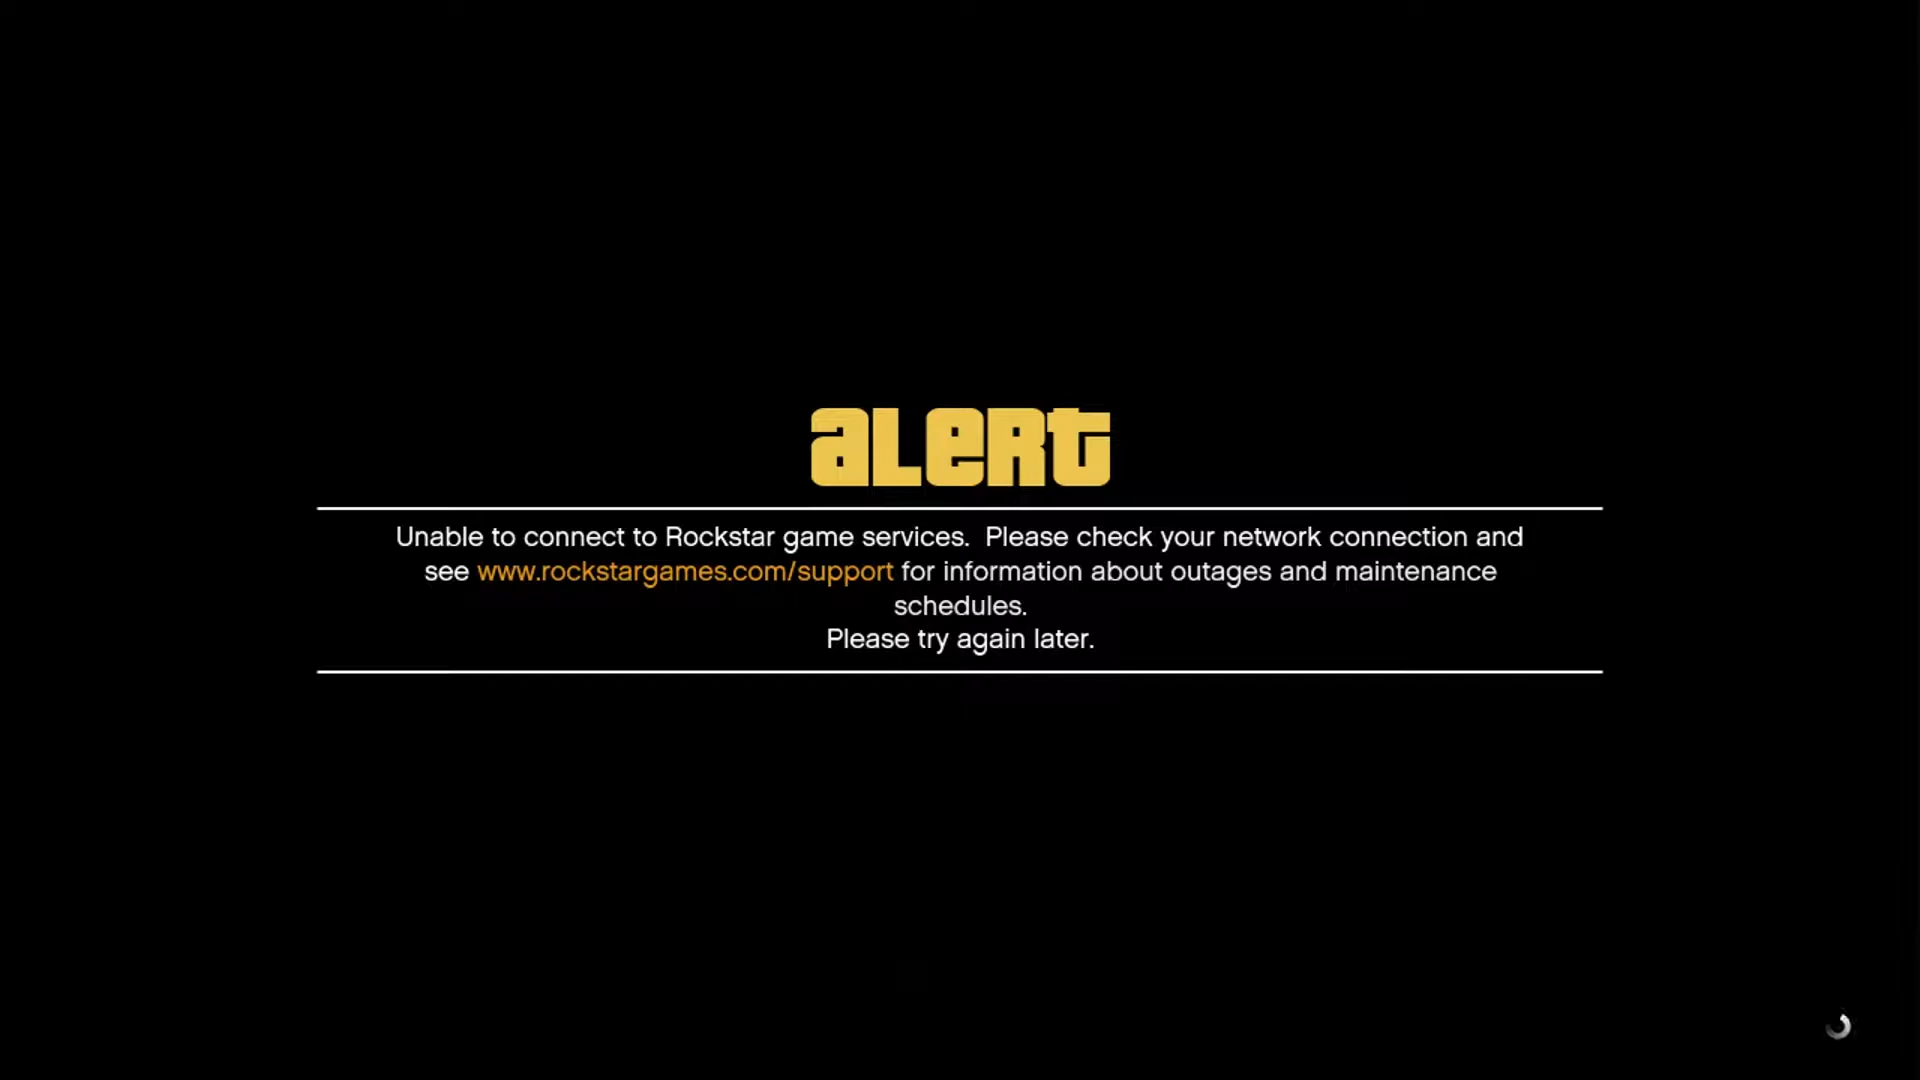 aLeRt
Unable to connect to Rockstar game services.  Please check your network connection and
see www.rockstargames.com/support for information about outages and maintenance
schedules.
Please try again later.